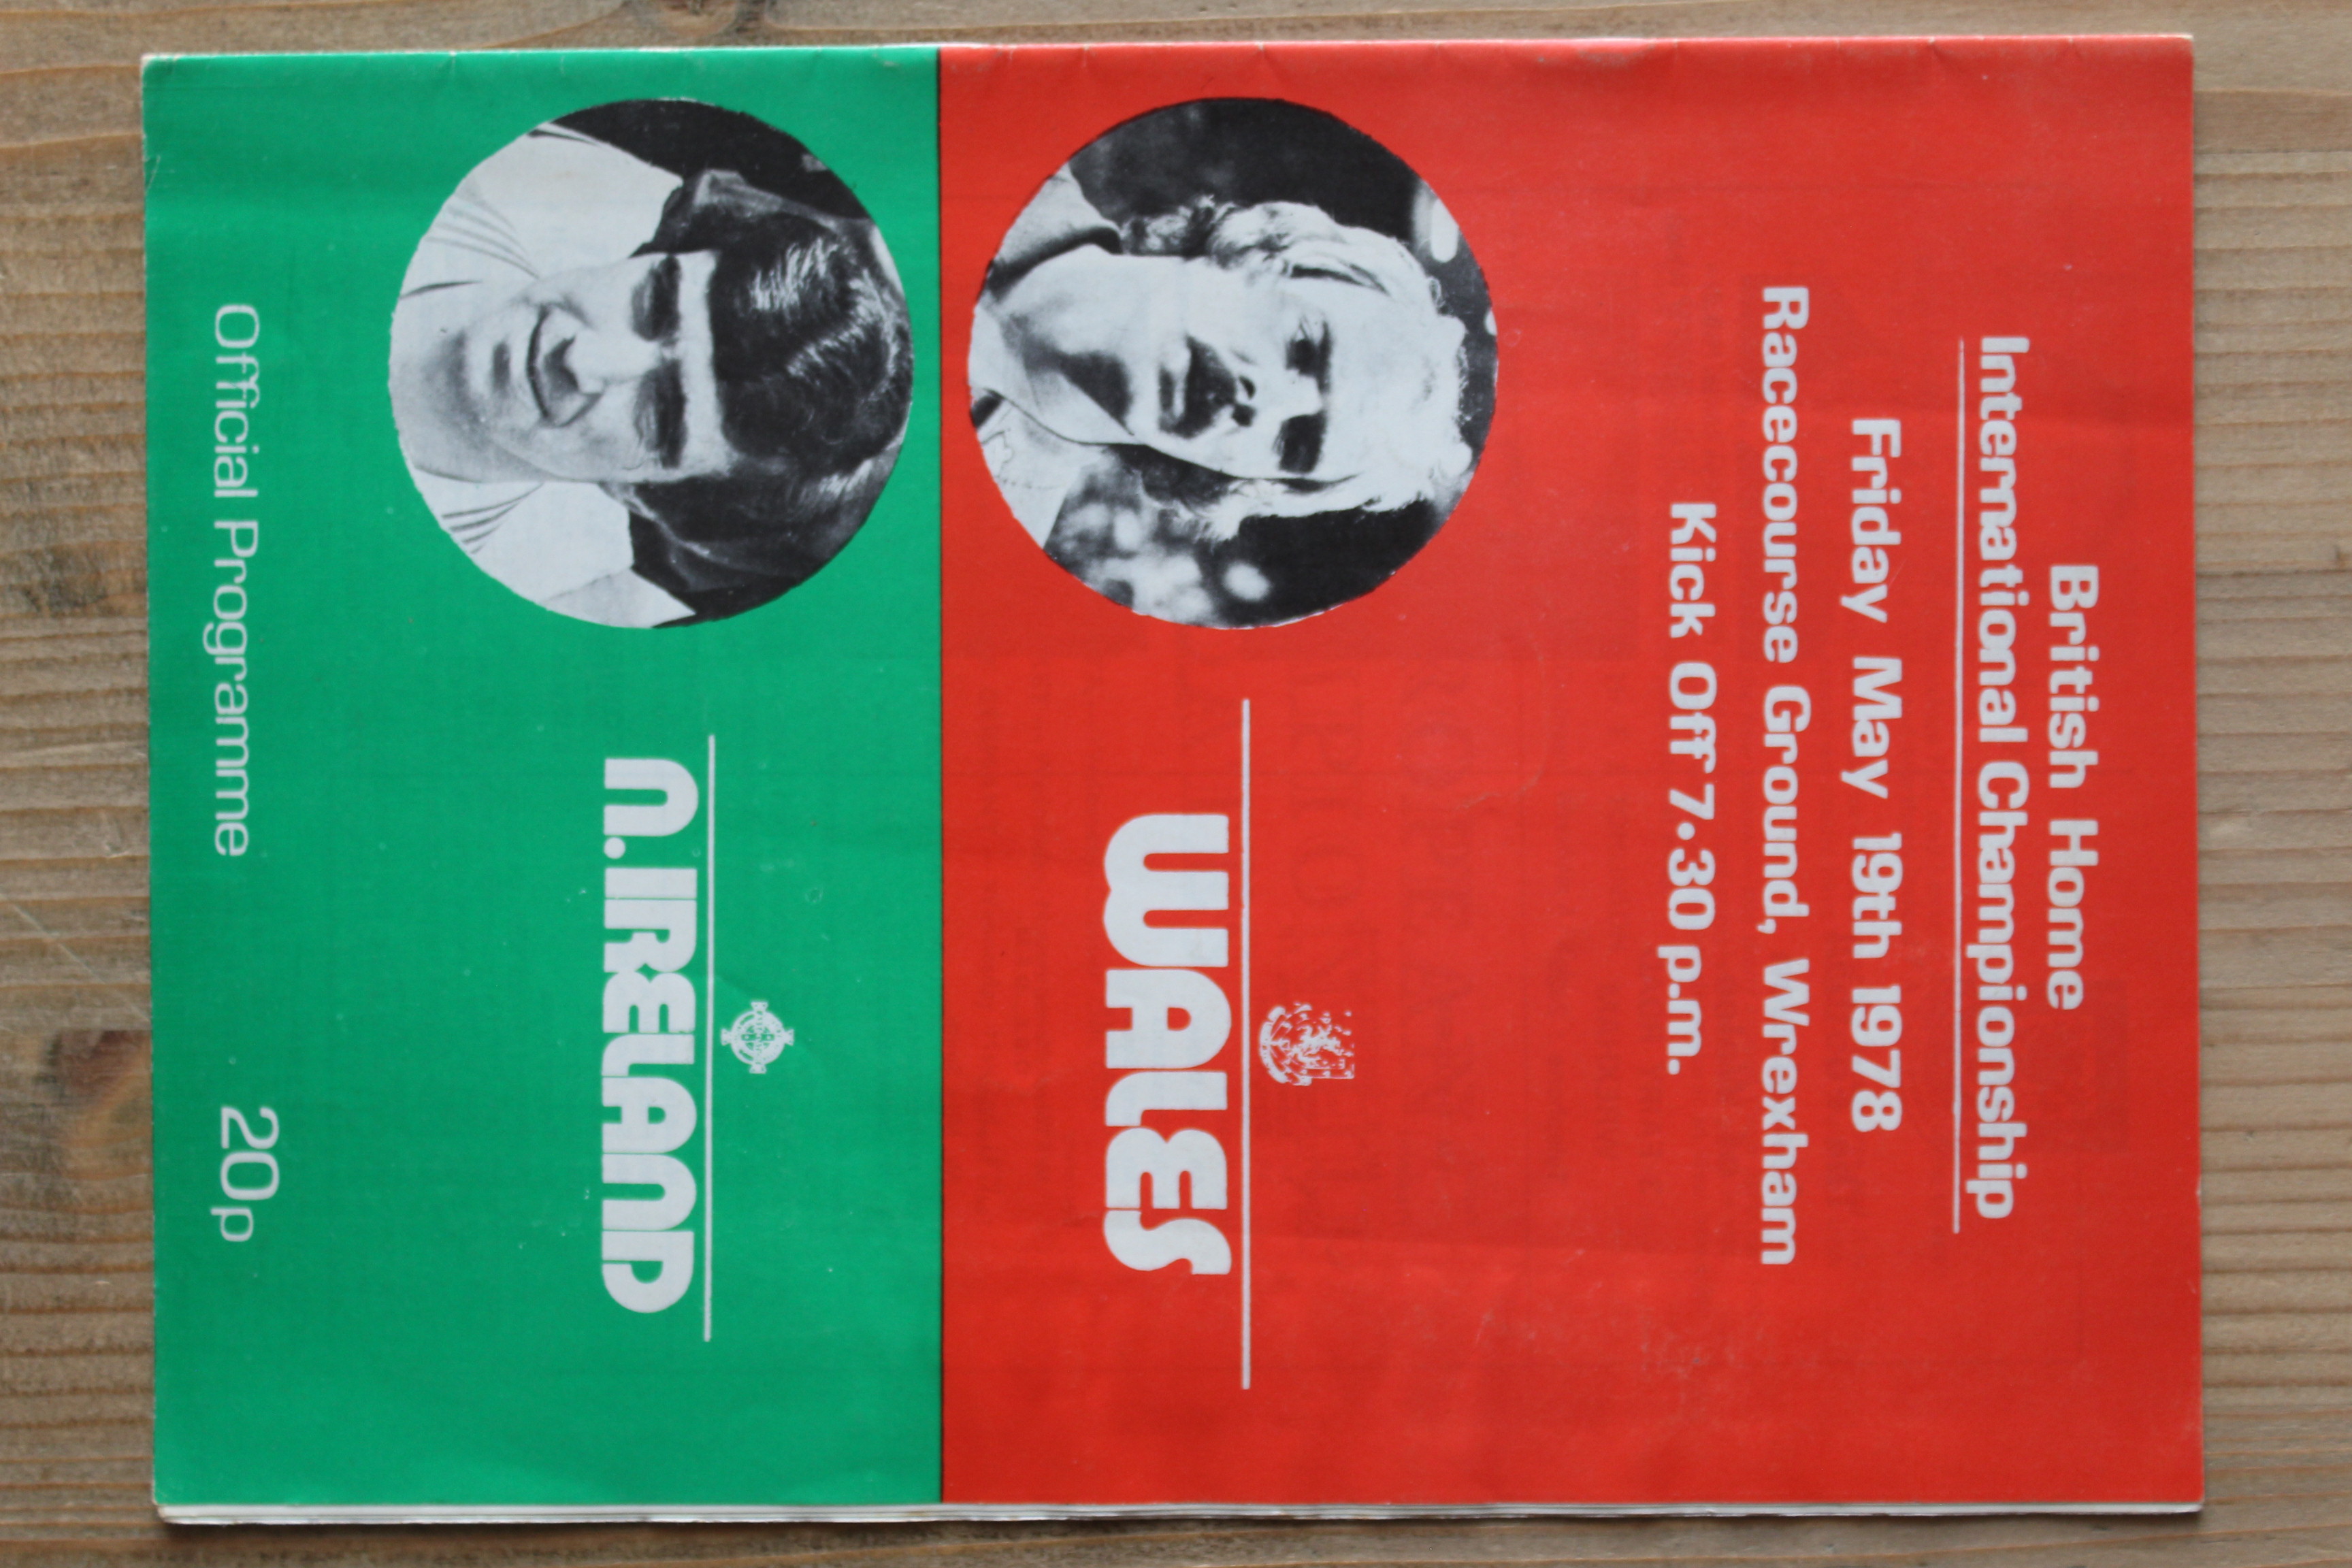 British Home
International Championship
Friday May 19th 1978
Racecourse Ground, Wrexham
Kick Off 7·30 p.m.
WALES
N.IRELAND
Official Programme 20p